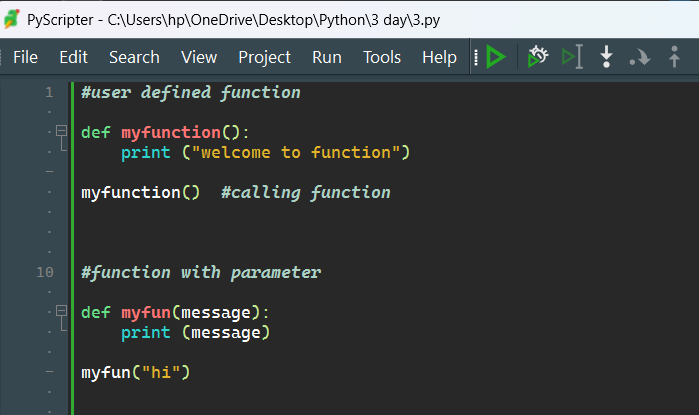 PyScripter - C:\Users\hp\OneDrive\Desktop\Python\3 day\3.py
File Edit Search View Project Run Tools Help
1 #user defined function
def myfunction():
    print ("welcome to function")
myfunction()  #calling function
10 #function with parameter
def myfun(message):
    print (message)
myfun("hi")